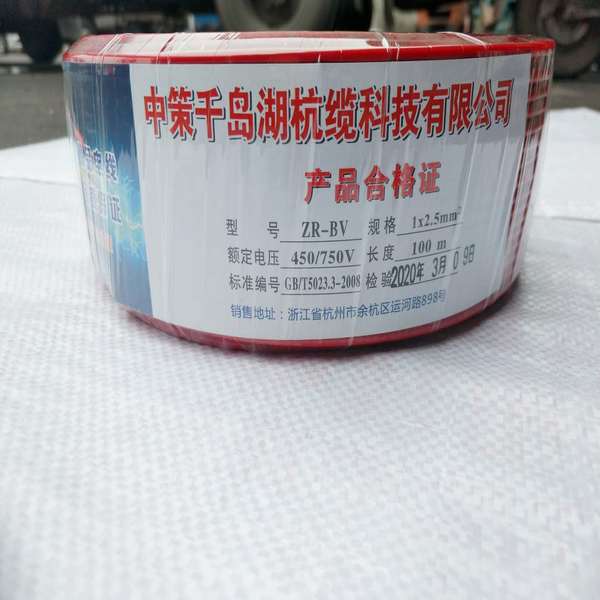 中策千岛湖杭缆科技有限公司
产品合格证
型 号 ZR-BV 规格 1x2.5mm²
额定电压 450/750V 长度 100 m
标准编号 GB/T5023.3-2008 检验 2020年 3月 0 9日
销售地址：浙江省杭州市余杭区运河路898号